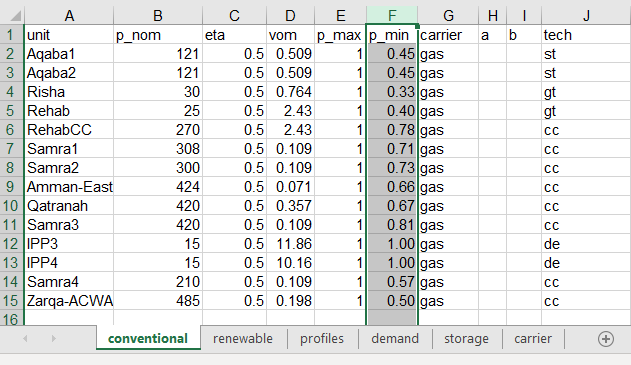 A B C D E F G H I J
1 unit p_nom eta vom p_max p_min carrier a b tech
2 Aqaba1 121 0.5 0.509 1 0.45 gas st
3 Aqaba2 121 0.5 0.509 1 0.45 gas st
4 Risha 30 0.5 0.764 1 0.33 gas gt
5 Rehab 25 0.5 2.43 1 0.40 gas gt
6 RehabCC 270 0.5 2.43 1 0.78 gas cc
7 Samra1 308 0.5 0.109 1 0.71 gas cc
8 Samra2 300 0.5 0.109 1 0.73 gas cc
9 Amman-East 424 0.5 0.071 1 0.66 gas cc
10 Qatranah 420 0.5 0.357 1 0.67 gas cc
11 Samra3 420 0.5 0.109 1 0.81 gas cc
12 IPP3 15 0.5 11.86 1 1.00 gas de
13 IPP4 15 0.5 10.16 1 1.00 gas de
14 Samra4 210 0.5 0.109 1 0.57 gas cc
15 Zarqa-ACWA 485 0.5 0.198 1 0.50 gas cc
16
conventional renewable profiles demand storage carrier